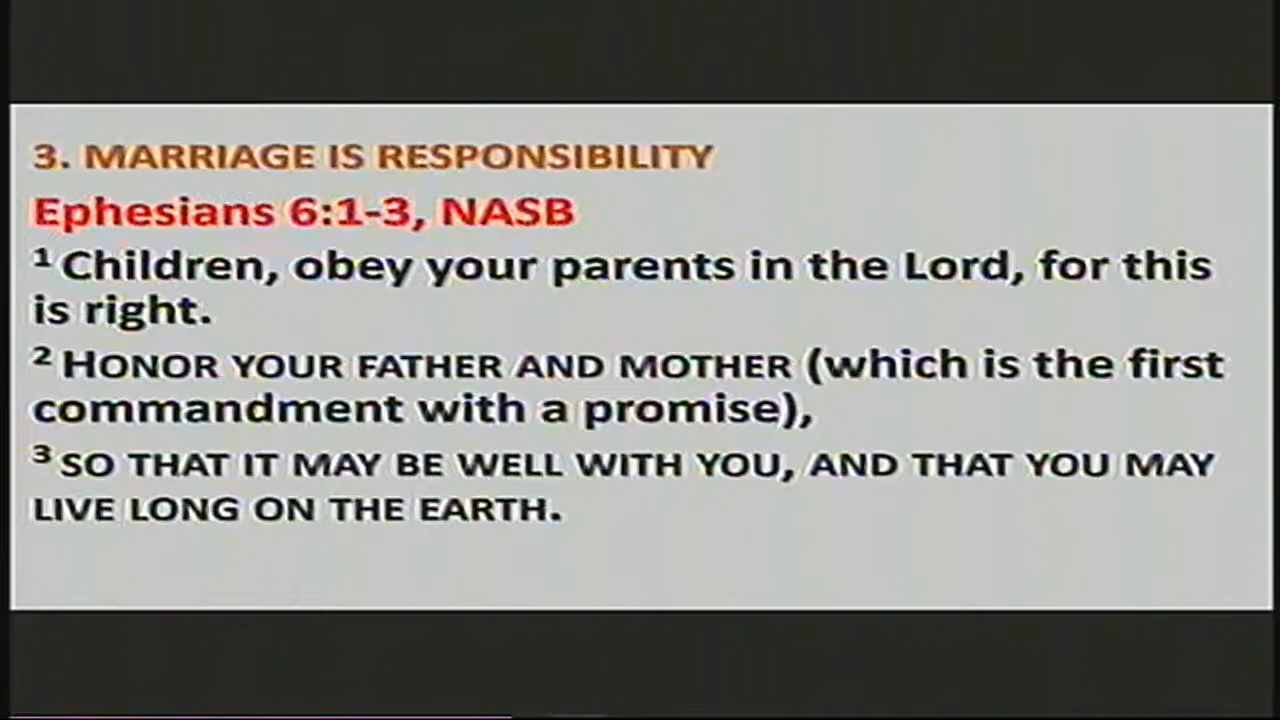 3. MARRIAGE IS RESPONSIBILITY
Ephesians 6:1-3, NASB
¹ Children, obey your parents in the Lord, for this
is right.
² HONOR YOUR FATHER AND MOTHER (which is the first
commandment with a promise),
³ SO THAT IT MAY BE WELL WITH YOU, AND THAT YOU MAY
LIVE LONG ON THE EARTH.